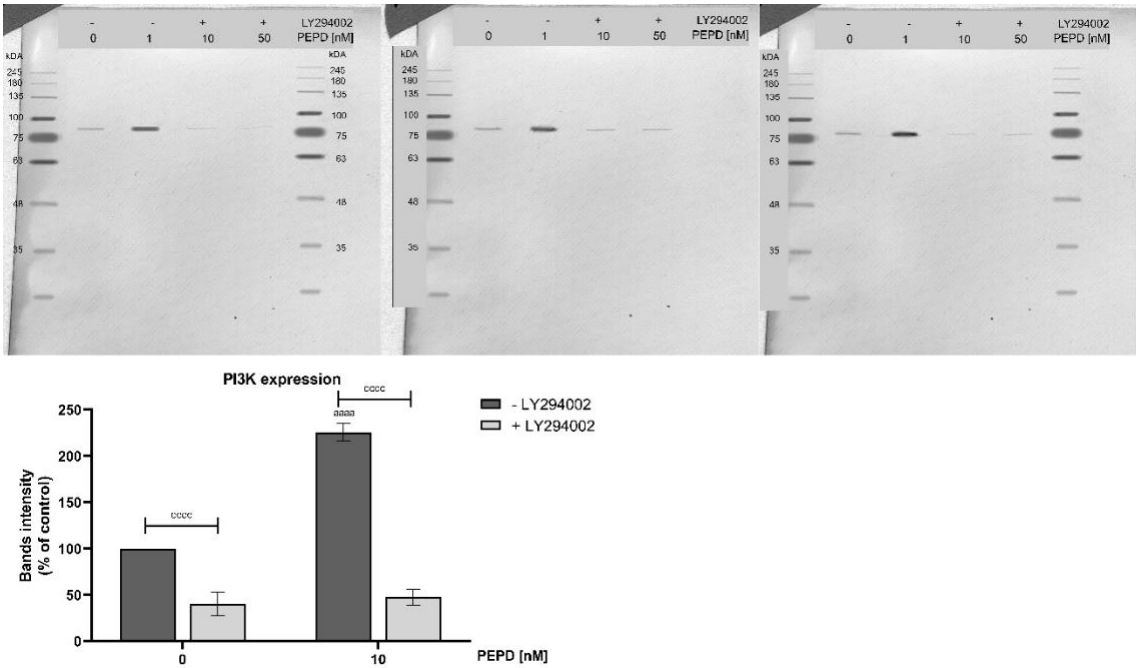 - - + + LY294002
0 1 10 50 PEPD [nM]
kDA kDA
245 245
180 180
135 135
100 100
75 75
63 63
48 48
35 35
- - + + LY294002
0 1 10 50 PEPD [nM]
kDA
245
180
135
100
75
63
48
35
- - + + LY294002
0 1 10 50 PEPD [nM]
kDA
245
180
135
100
75
63
48
35
PI3K expression
Bands intensity
(% of control)
250
200
150
100
50
0
cccc
aaaa
cccc
0 10 PEPD [nM]
- LY294002
+ LY294002